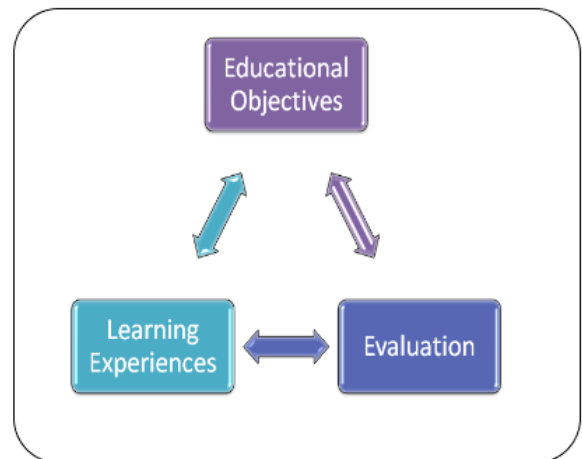 Educational
Objectives
Learning
Experiences
Evaluation